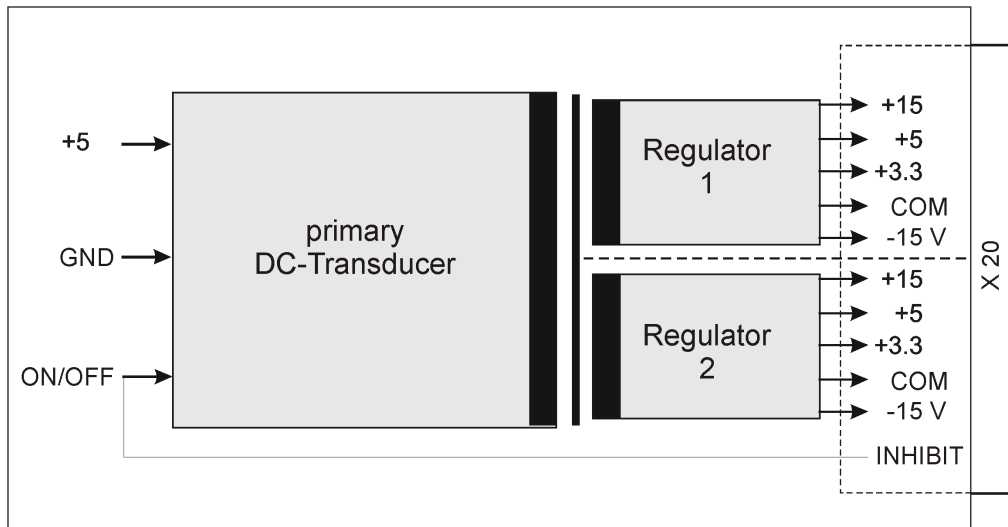 +5
GND
ON/OFF
primary
DC-Transducer
Regulator
1
+15
+5
+3.3
COM
-15 V
Regulator
2
+15
+5
+3.3
COM
-15 V
INHIBIT
X 20